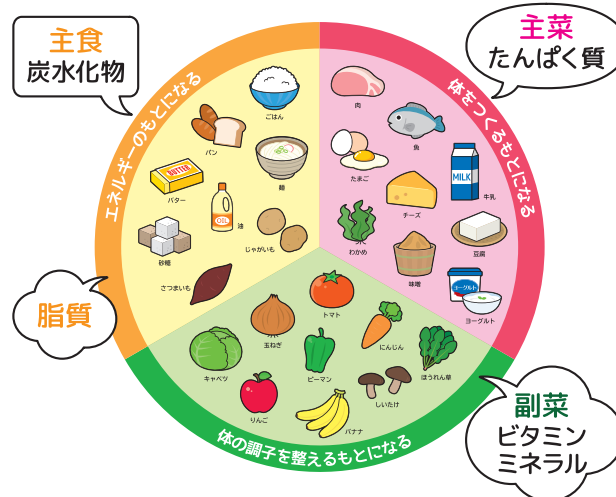 主食
炭水化物
主菜
たんぱく質
エネルギーのもとになる
体をつくるもとになる
ごはん
パン
麺
BUTTER
バター
OIL
油
砂糖
じゃがいも
さつまいも
肉
魚
たまご
MILK
牛乳
チーズ
わかめ
豆腐
味噌
ヨーグルト
ヨーグルト
脂質
トマト
玉ねぎ
にんじん
キャベツ
ピーマン
ほうれん草
しいたけ
りんご
バナナ
体の調子を整えるもとになる
副菜
ビタミン
ミネラル